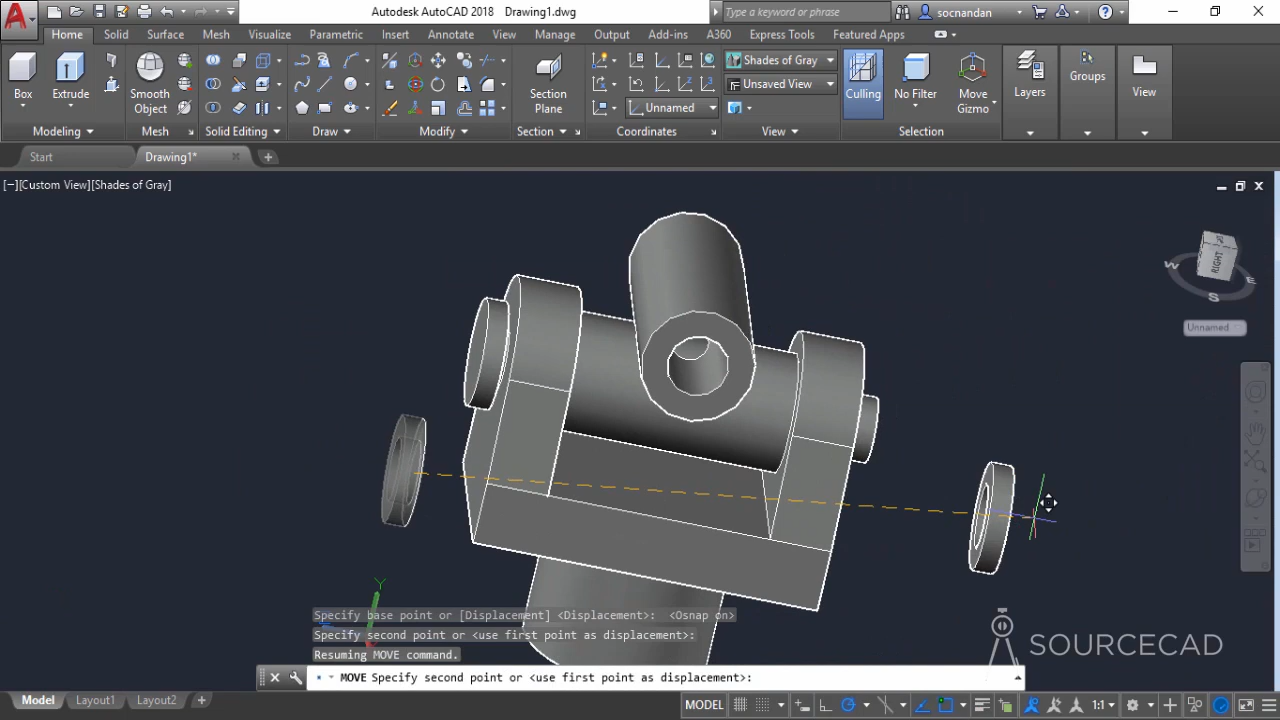 Autodesk AutoCAD 2018 Drawing1.dwg
Type a keyword or phrase
socnandan
Home Solid Surface Mesh Visualize Parametric Insert Annotate View Manage Output Add-ins A360 Express Tools Featured Apps
Box
Extrude
Smooth
Object
Section
Plane
Unnamed
Shades of Gray
Unsaved View
Culling
No Filter
Move
Gizmo
Layers
Groups
View
Modeling Mesh Solid Editing Draw Modify Section Coordinates View Selection
Start Drawing1*
[−][Custom View][Shades of Gray]
RIGHT
W
E
S
Unnamed
Y
Specify base point or [Displacement] <Displacement>: <Osnap on>
Specify second point or <use first point as displacement>:
Resuming MOVE command.
MOVE Specify second point or <use first point as displacement>:
SOURCECAD
Model Layout1 Layout2
MODEL
1:1